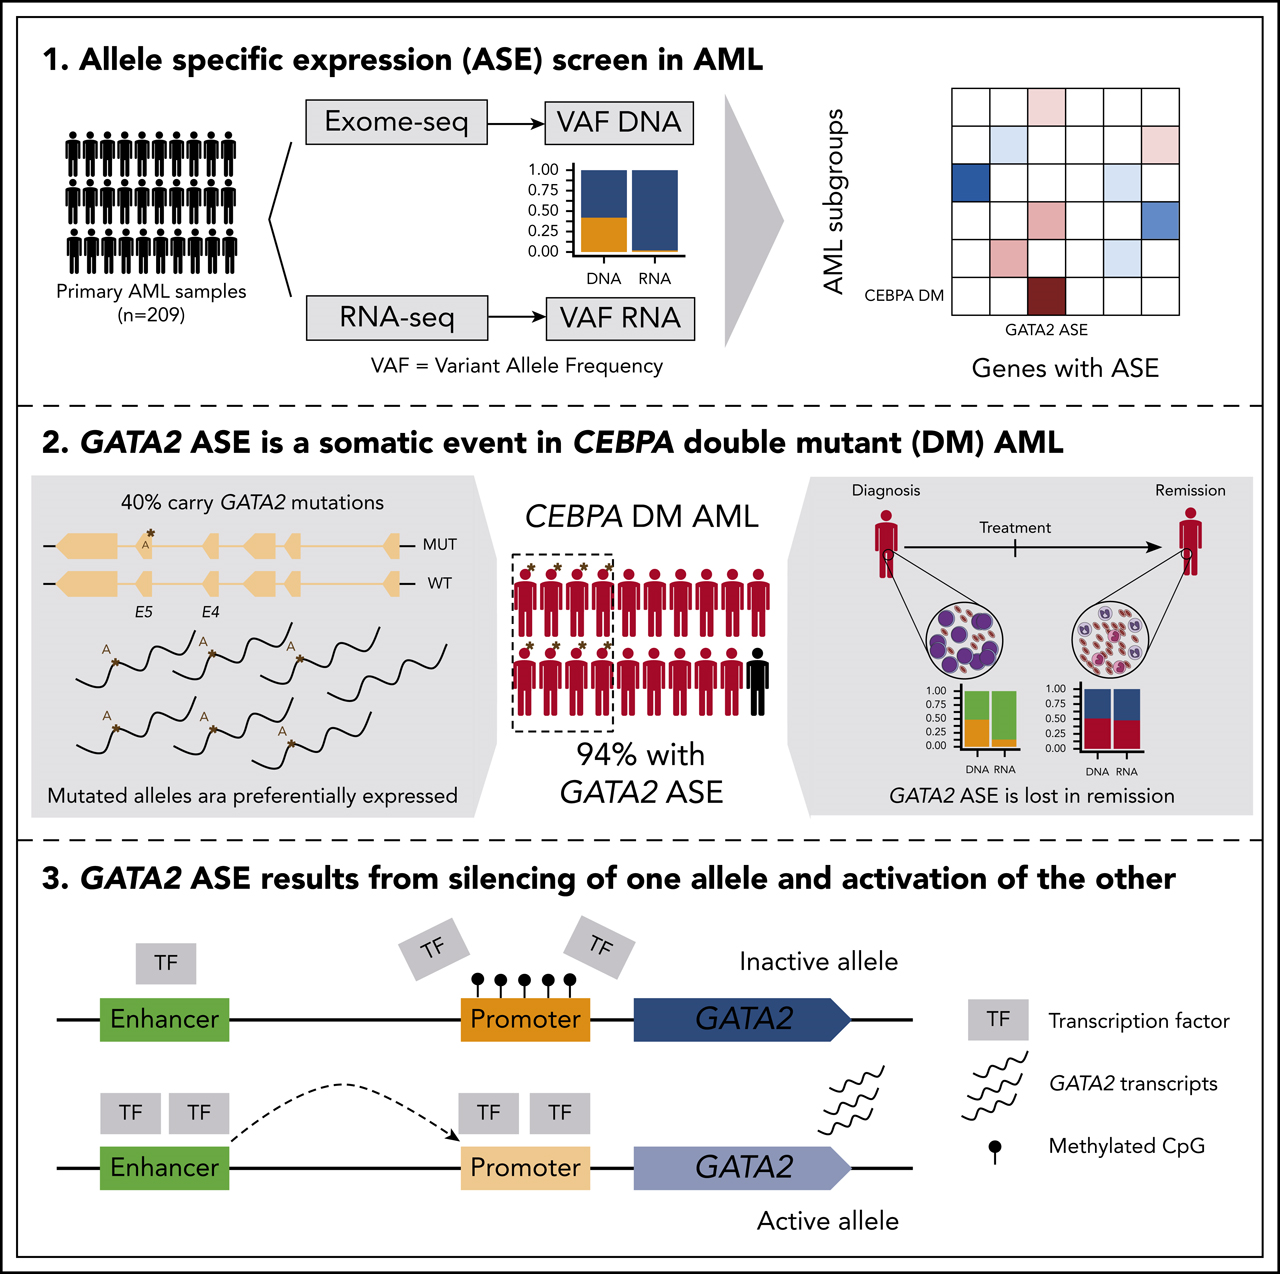 1. Allele specific expression (ASE) screen in AML
Primary AML samples
(n=209)
Exome-seq
VAF DNA
1.00
0.75
0.50
0.25
0.00
DNA
RNA
RNA-seq
VAF RNA
VAF = Variant Allele Frequency
AML subgroups
CEBPA DM
GATA2 ASE
Genes with ASE
2. GATA2 ASE is a somatic event in CEBPA double mutant (DM) AML
40% carry GATA2 mutations
A
*
MUT
WT
E5
E4
A
*
A
*
A
*
A
*
A
*
A
*
Mutated alleles ara preferentially expressed
CEBPA DM AML
* * * *
* * * *
94% with
GATA2 ASE
Diagnosis
Remission
Treatment
1.00
0.75
0.50
0.25
0.00
DNA RNA
1.00
0.75
0.50
0.25
0.00
DNA RNA
GATA2 ASE is lost in remission
3. GATA2 ASE results from silencing of one allele and activation of the other
TF
TF
TF
Inactive allele
Enhancer
Promoter
GATA2
TF
TF
TF
TF
Enhancer
Promoter
GATA2
Active allele
TF
Transcription factor
GATA2 transcripts
Methylated CpG